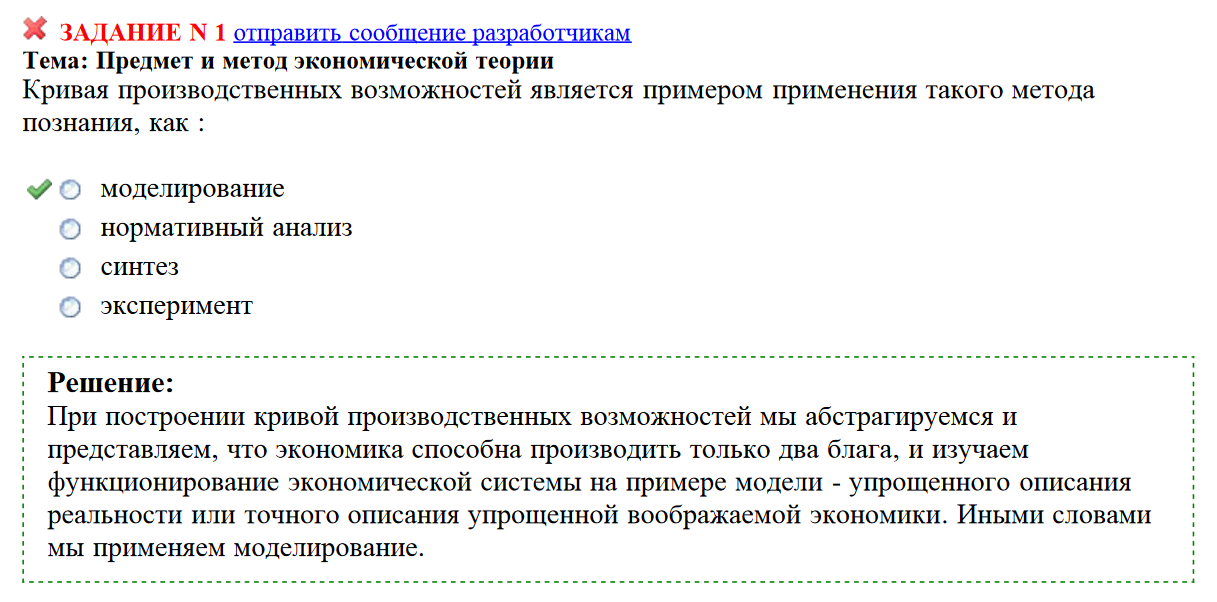 ЗАДАНИЕ N 1 отправить сообщение разработчикам
Тема: Предмет и метод экономической теории
Кривая производственных возможностей является примером применения такого метода
познания, как :
моделирование
нормативный анализ
синтез
эксперимент
Решение:
При построении кривой производственных возможностей мы абстрагируемся и
представляем, что экономика способна производить только два блага, и изучаем
функционирование экономической системы на примере модели - упрощенного описания
реальности или точного описания упрощенной воображаемой экономики. Иными словами
мы применяем моделирование.